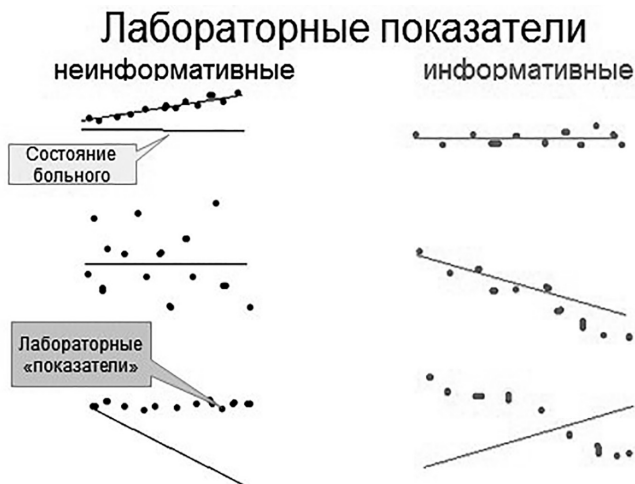 Лабораторные показатели
неинформативные
информативные
Состояние
больного
Лабораторные
«показатели»